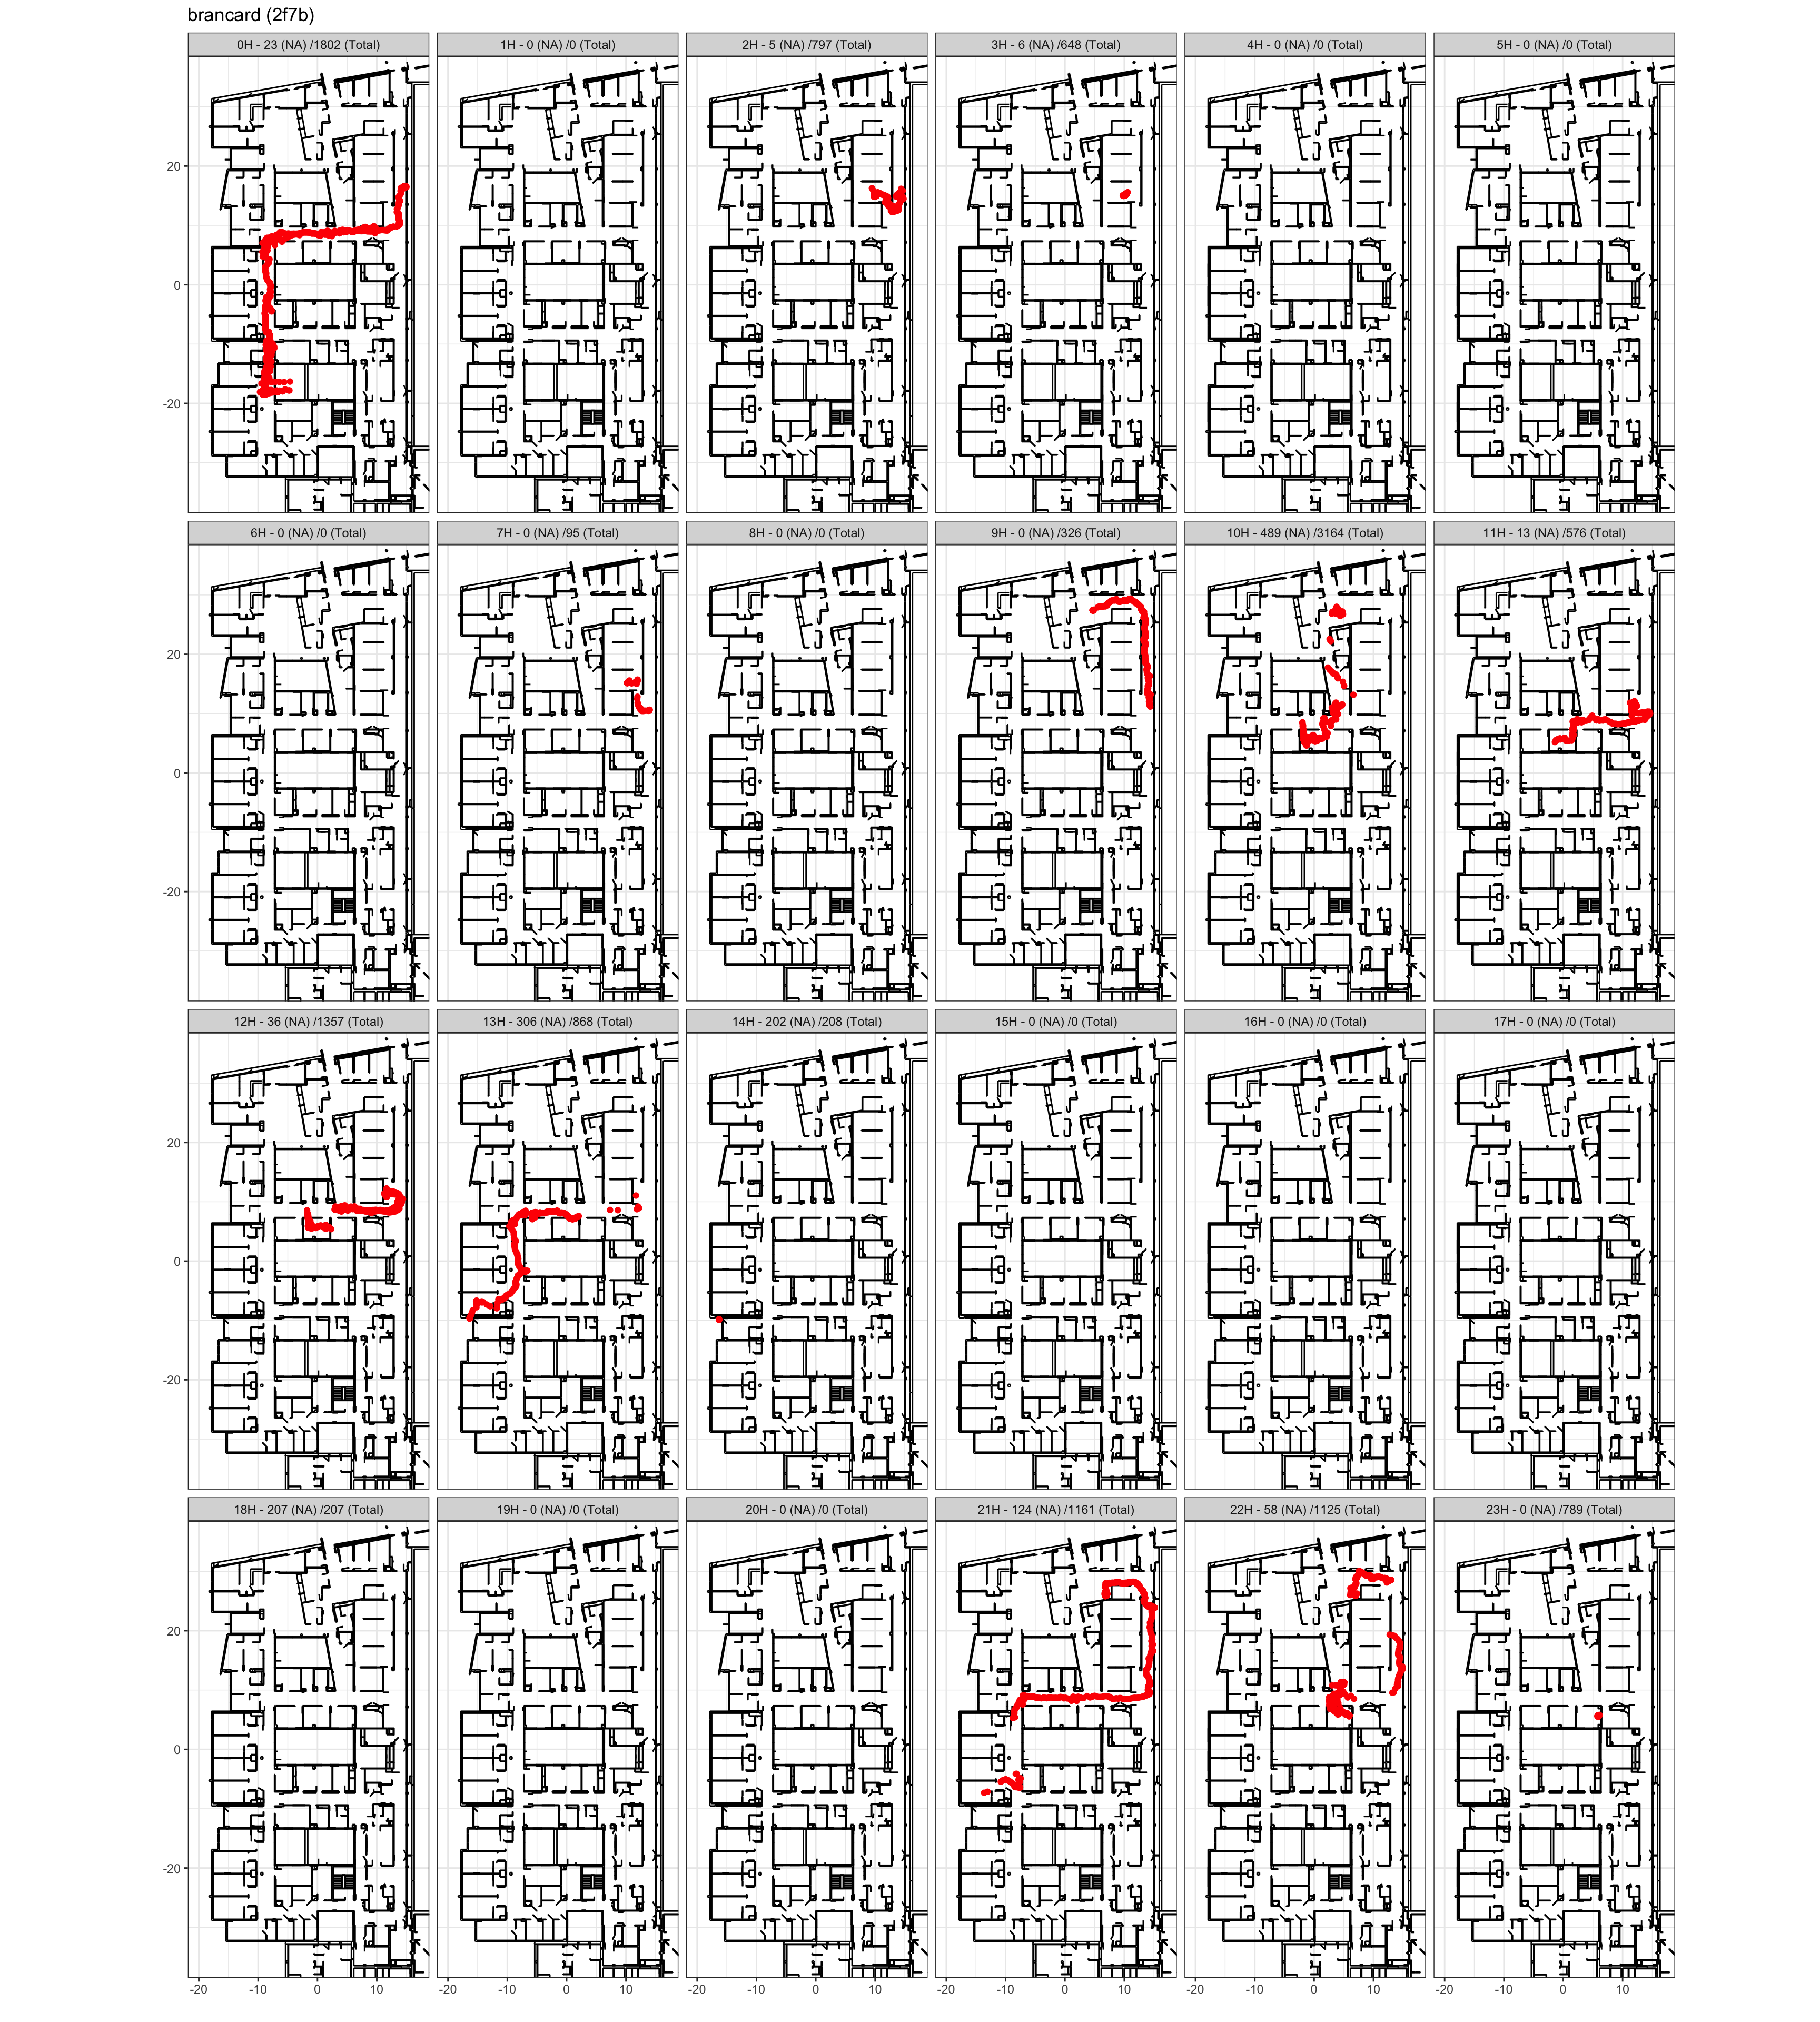 brancard (2f7b)
0H - 23 (NA) /1802 (Total)
1H - 0 (NA) /0 (Total)
2H - 5 (NA) /797 (Total)
3H - 6 (NA) /648 (Total)
4H - 0 (NA) /0 (Total)
5H - 0 (NA) /0 (Total)
20
0
-20
6H - 0 (NA) /0 (Total)
7H - 0 (NA) /95 (Total)
8H - 0 (NA) /0 (Total)
9H - 0 (NA) /326 (Total)
10H - 489 (NA) /3164 (Total)
11H - 13 (NA) /576 (Total)
20
0
-20
12H - 36 (NA) /1357 (Total)
13H - 306 (NA) /868 (Total)
14H - 202 (NA) /208 (Total)
15H - 0 (NA) /0 (Total)
16H - 0 (NA) /0 (Total)
17H - 0 (NA) /0 (Total)
20
0
-20
18H - 207 (NA) /207 (Total)
19H - 0 (NA) /0 (Total)
20H - 0 (NA) /0 (Total)
21H - 124 (NA) /1161 (Total)
22H - 58 (NA) /1125 (Total)
23H - 0 (NA) /789 (Total)
20
0
-20
-20 -10 0 10
-20 -10 0 10
-20 -10 0 10
-20 -10 0 10
-20 -10 0 10
-20 -10 0 10